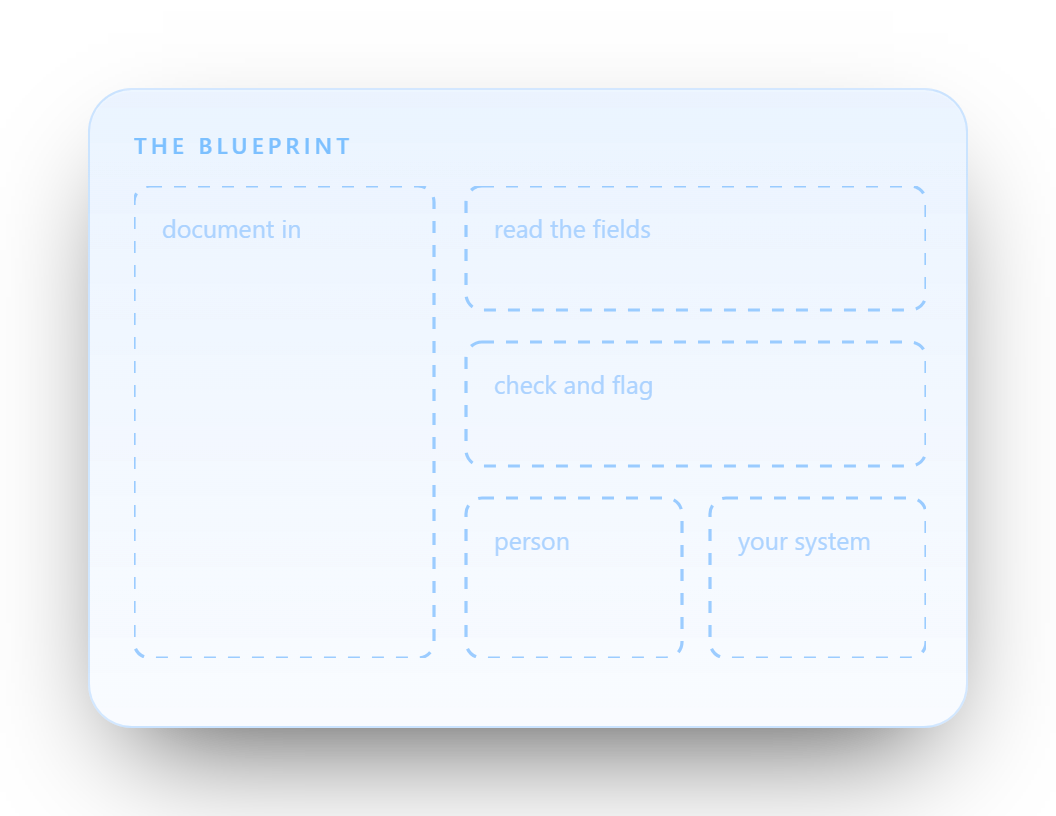 THE BLUEPRINT
document in
read the fields
check and flag
person
your system